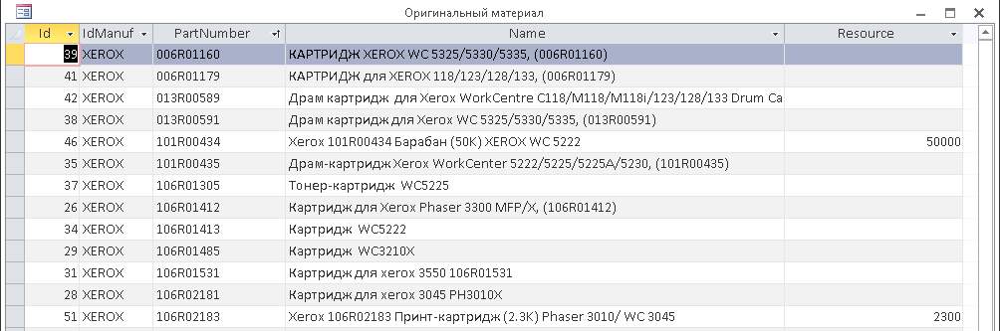 Оригинальный материал
Id IdManuf PartNumber Name Resource
39 XEROX 006R01160 КАРТРИДЖ XEROX WC 5325/5330/5335, (006R01160)
41 XEROX 006R01179 КАРТРИДЖ для XEROX 118/123/128/133, (006R01179)
42 XEROX 013R00589 Драм картридж для Xerox WorkCentre C118/M118/M118i/123/128/133 Drum Ca
38 XEROX 013R00591 Драм картридж для Xerox WC 5325/5330/5335, (013R00591)
46 XEROX 101R00434 Xerox 101R00434 Барабан (50K) XEROX WC 5222 50000
35 XEROX 101R00435 Драм-картридж Xerox WorkCenter 5222/5225/5225A/5230, (101R00435)
37 XEROX 106R01305 Тонер-картридж WC5225
26 XEROX 106R01412 Картридж для Xerox Phaser 3300 MFP/X, (106R01412)
34 XEROX 106R01413 Картридж WC5222
29 XEROX 106R01485 Картридж WC3210X
31 XEROX 106R01531 Картридж для xerox 3550 106R01531
28 XEROX 106R02181 Картридж для xerox 3045 PH3010X
51 XEROX 106R02183 Xerox 106R02183 Принт-картридж (2.3K) Phaser 3010/ WC 3045 2300